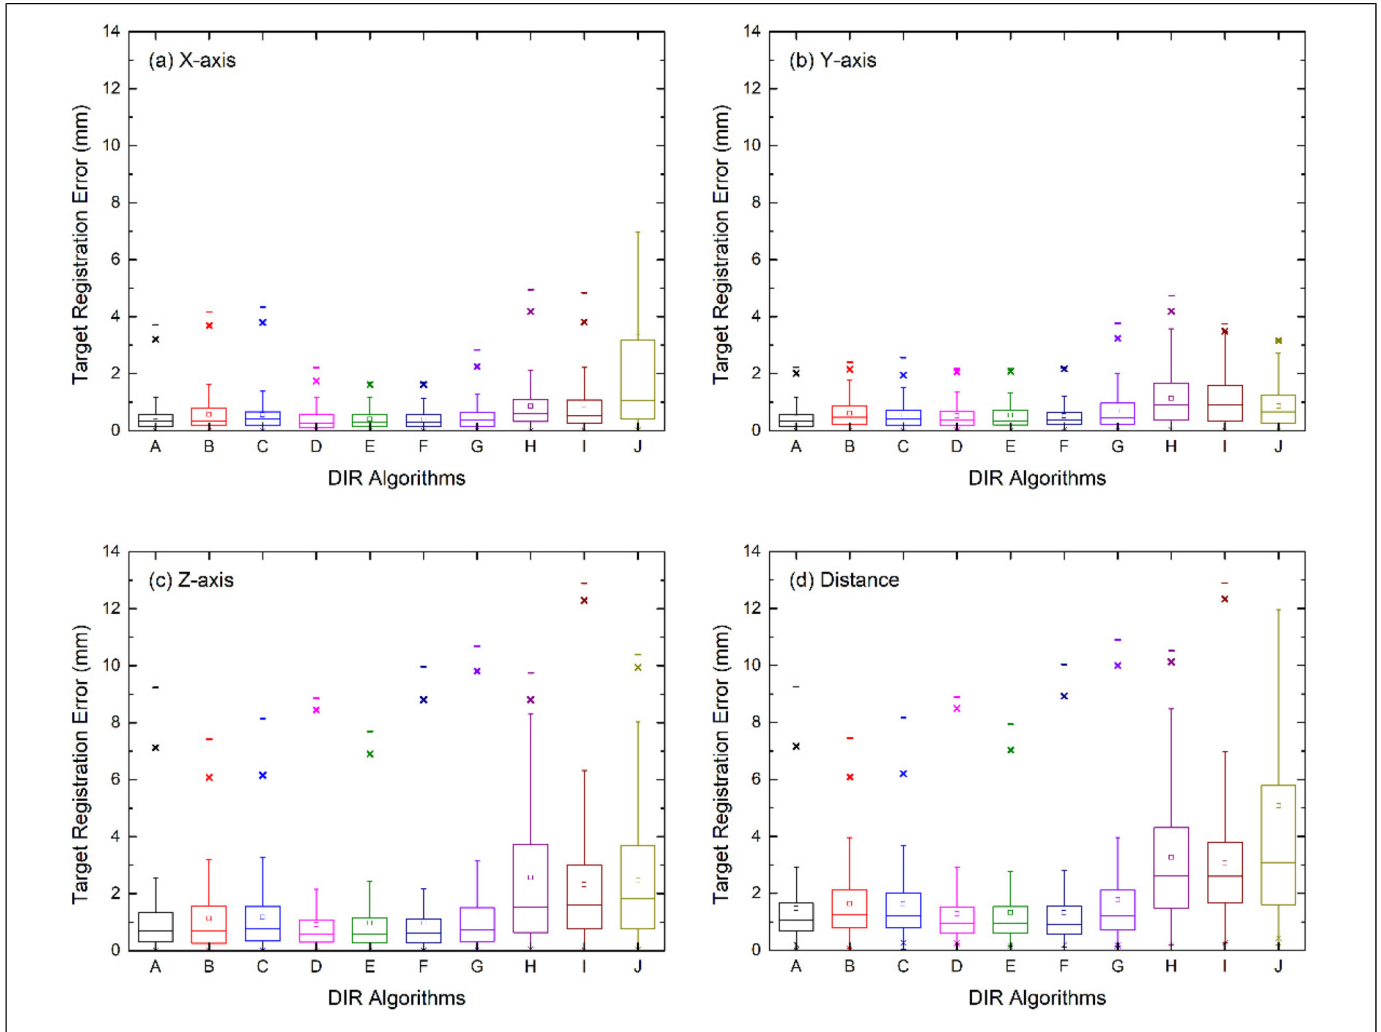 (a) X-axis
Target Registration Error (mm)
14
12
10
8
6
4
2
0
A B C D E F G H I J
DIR Algorithms
(b) Y-axis
Target Registration Error (mm)
14
12
10
8
6
4
2
0
A B C D E F G H I J
DIR Algorithms
(c) Z-axis
Target Registration Error (mm)
14
12
10
8
6
4
2
0
A B C D E F G H I J
DIR Algorithms
(d) Distance
Target Registration Error (mm)
14
12
10
8
6
4
2
0
A B C D E F G H I J
DIR Algorithms